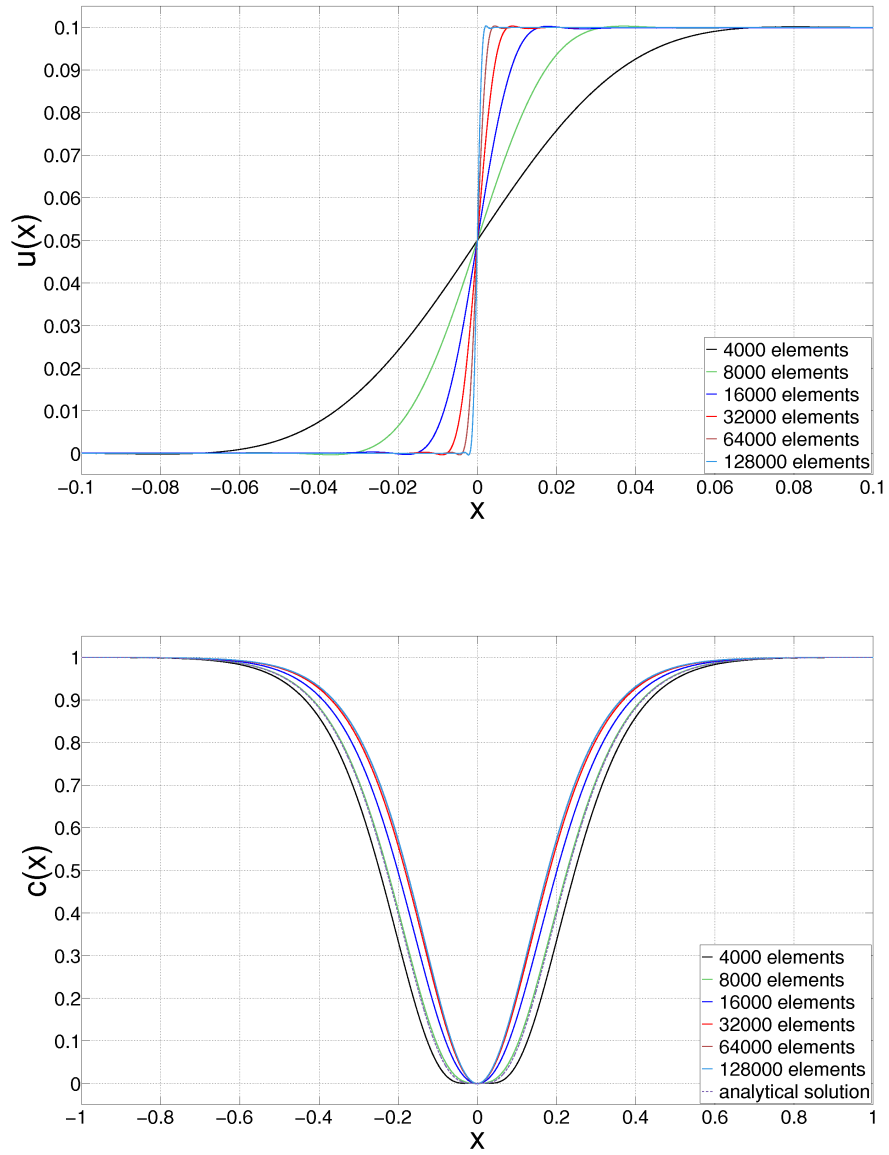 0.1
0.09
0.08
0.07
0.06
0.05
0.04
0.03
0.02
0.01
0
u(x)
4000 elements
8000 elements
16000 elements
32000 elements
64000 elements
128000 elements
−0.1 −0.08 −0.06 −0.04 −0.02 0 0.02 0.04 0.06 0.08 0.1
x
1
0.9
0.8
0.7
0.6
0.5
0.4
0.3
0.2
0.1
0
c(x)
4000 elements
8000 elements
16000 elements
32000 elements
64000 elements
128000 elements
analytical solution
−1 −0.8 −0.6 −0.4 −0.2 0 0.2 0.4 0.6 0.8 1
x